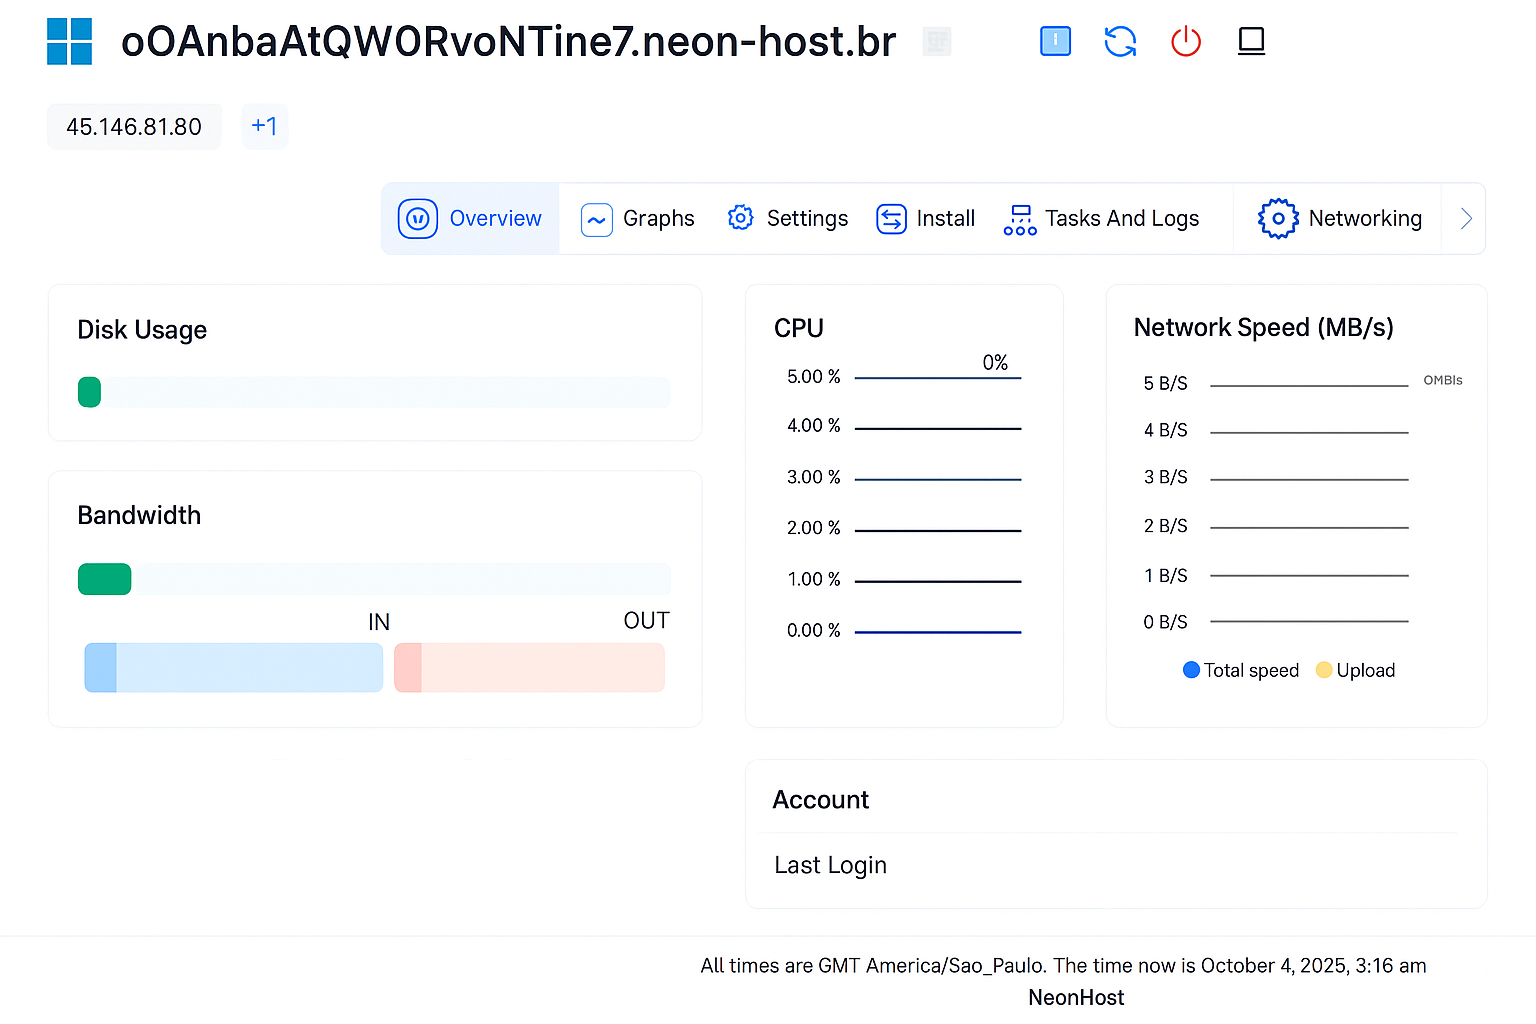 oOAnbaAtQW0RvoNTine7.neon-host.br
45.146.81.80 +1
Overview Graphs Settings Install Tasks And Logs Networking
Disk Usage
Bandwidth
IN OUT
CPU
0%
5.00 %
4.00 %
3.00 %
2.00 %
1.00 %
0.00 %
Network Speed (MB/s)
5 B/S 0MBIs
4 B/S
3 B/S
2 B/S
1 B/S
0 B/S
Total speed Upload
Account
Last Login
All times are GMT America/Sao_Paulo. The time now is October 4, 2025, 3:16 am
NeonHost